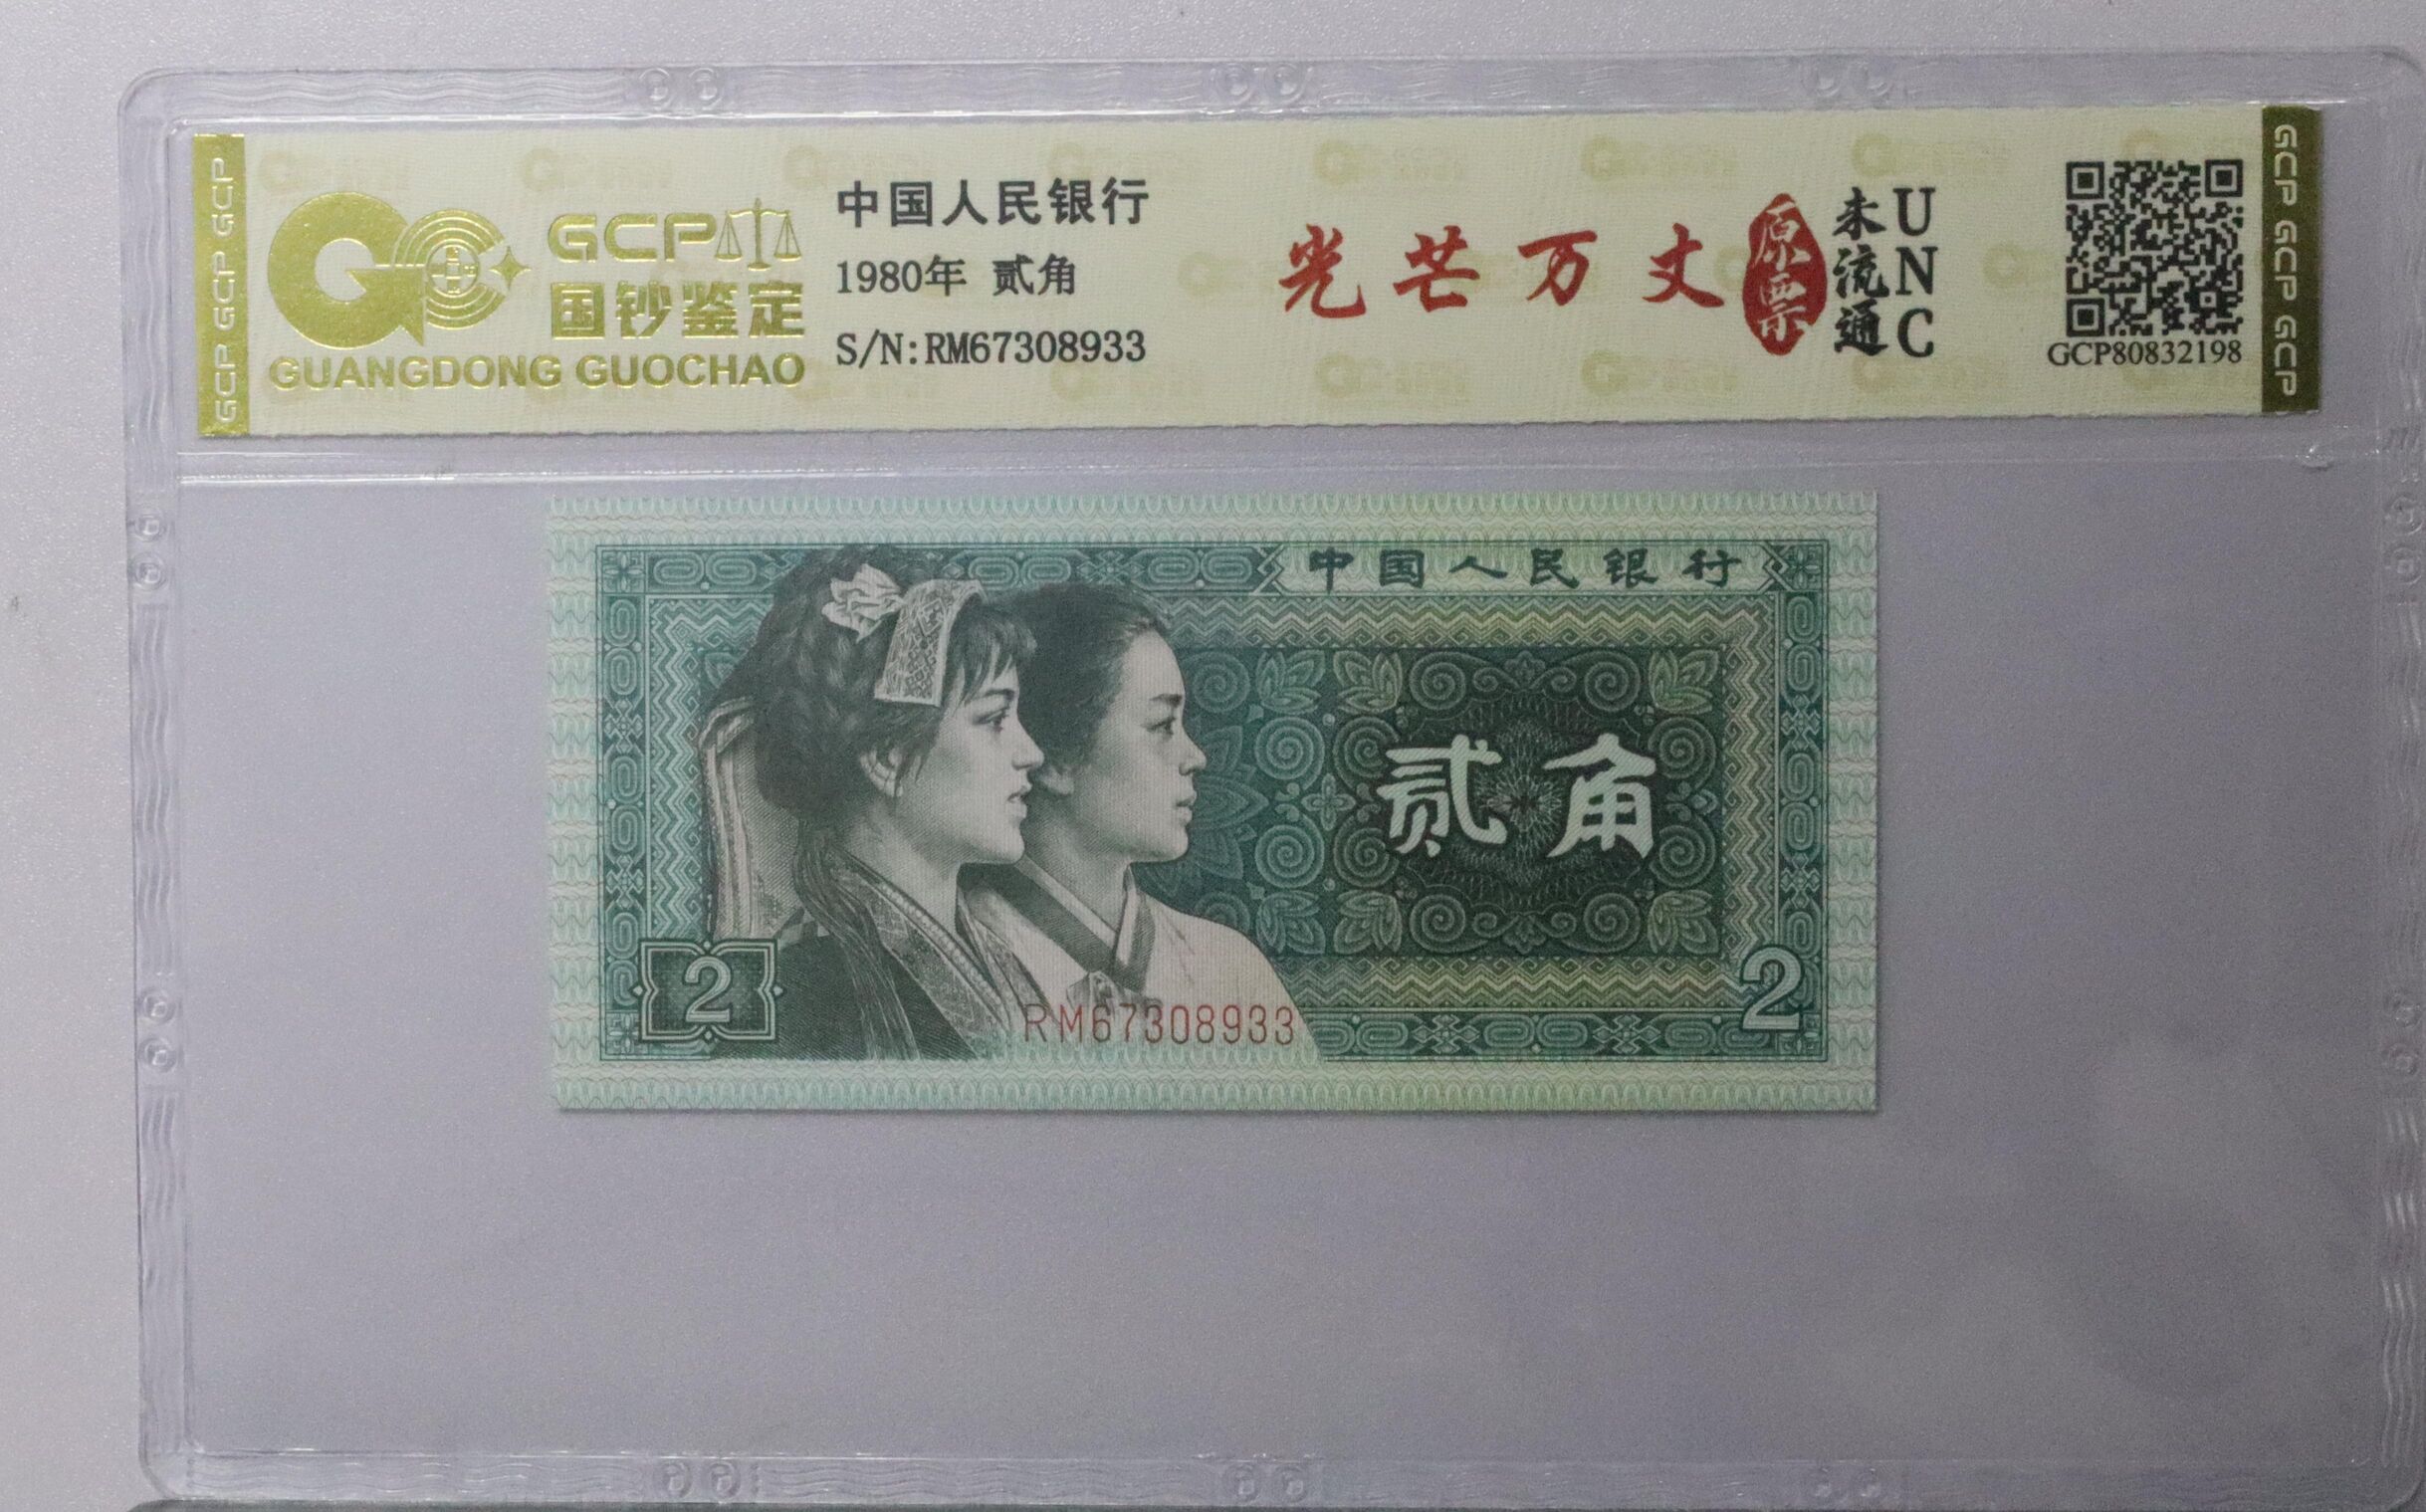 GCP GCP GCP
GCP
国钞鉴定
GUANGDONG GUOCHAO
中国人民银行
1980年 贰角
S/N:RM67308933
光芒万丈
原票
未流通
UNC
GCP80832198
GCP GCP GCP
中国人民银行
贰角
2
RM67308933
2